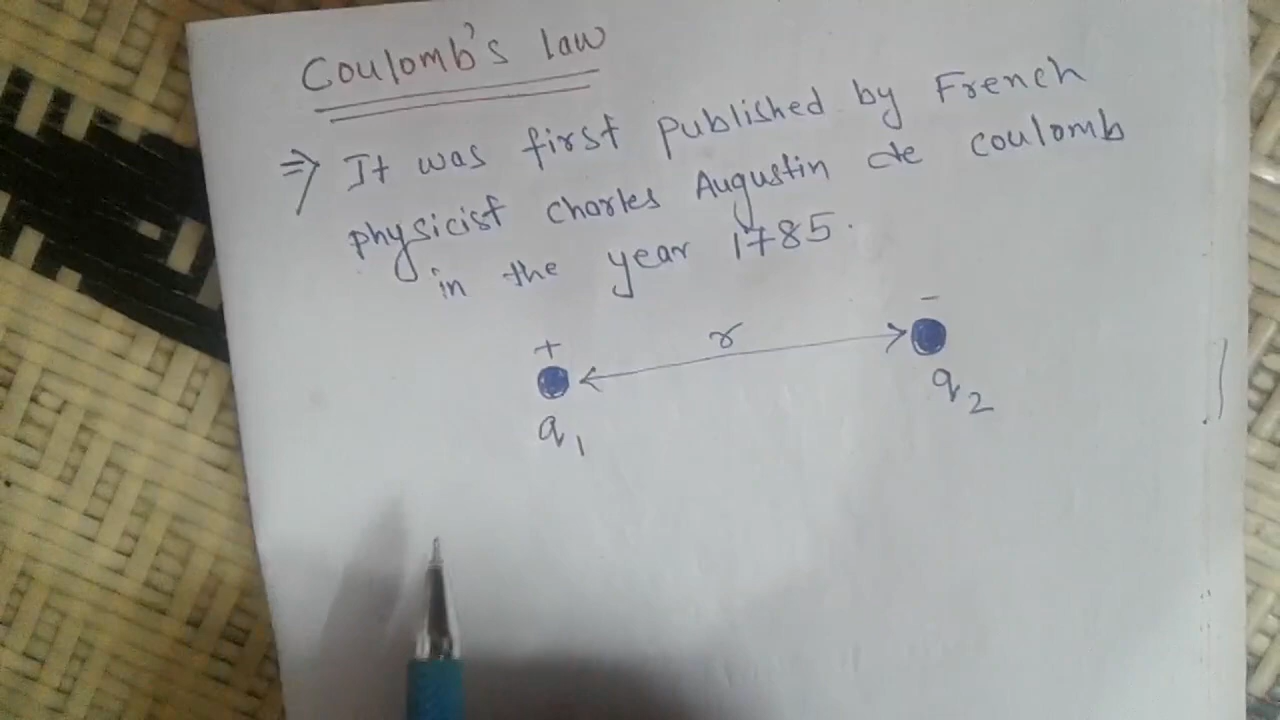 Coulomb's law
⇒ It was first published by French
physicist Charles Augustin de coulomb
in the year 1785.
+ r -
q1 q2